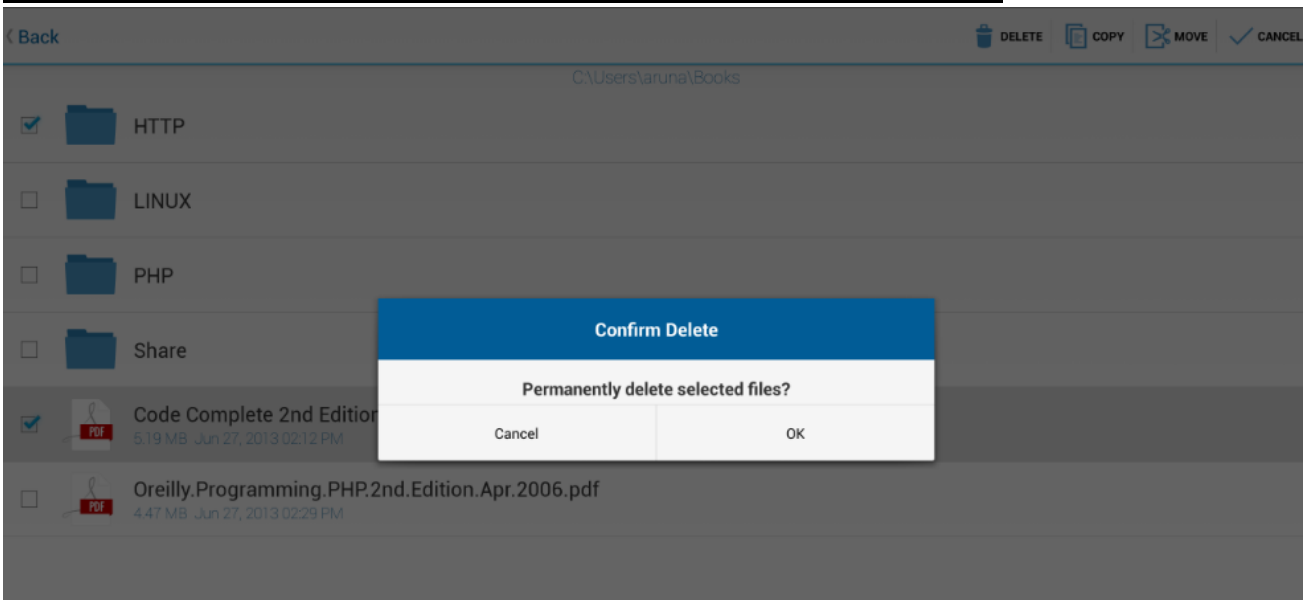 Back
DELETE COPY MOVE CANCEL
C:\Users\aruna\Books
HTTP
LINUX
PHP
Share
Confirm Delete
Permanently delete selected files?
Cancel OK
PDF
Code Complete 2nd Edition
5.19 MB Jun 27, 2013 02:12 PM
PDF
Oreilly.Programming.PHP.2nd.Edition.Apr.2006.pdf
4.47 MB Jun 27, 2013 02:29 PM